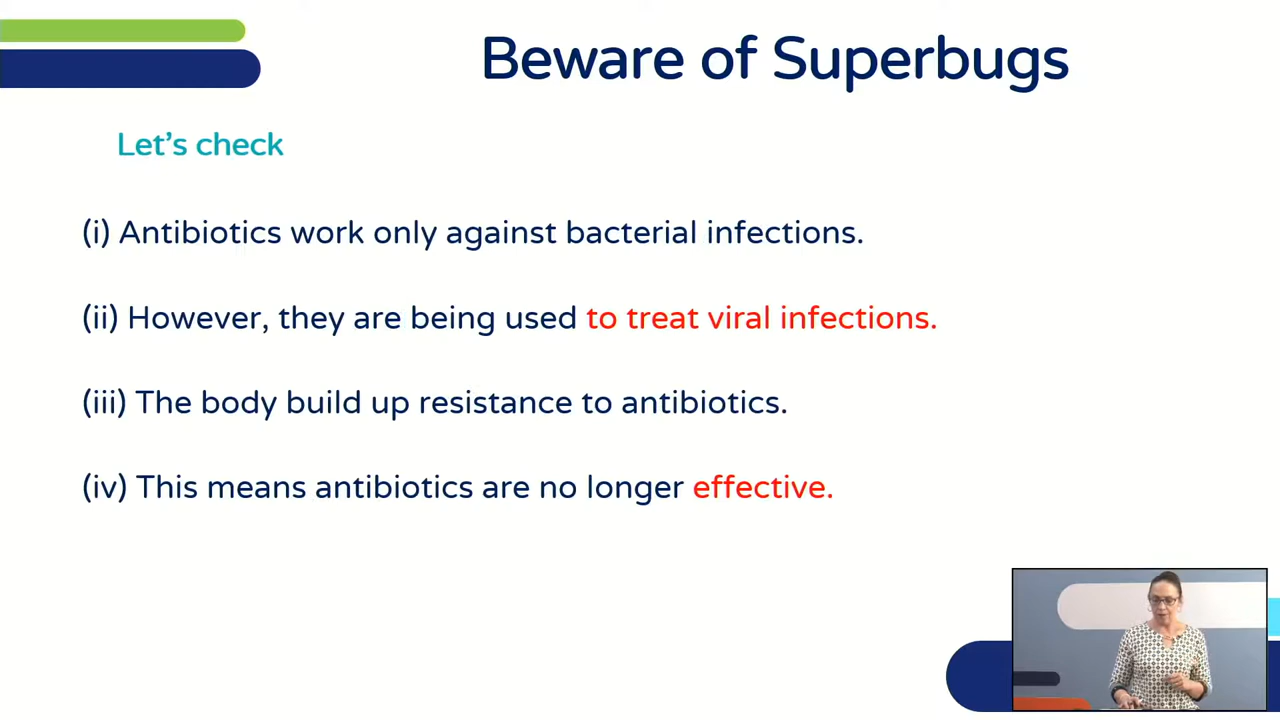 Beware of Superbugs
Let's check
(i) Antibiotics work only against bacterial infections.
(ii) However, they are being used to treat viral infections.
(iii) The body build up resistance to antibiotics.
(iv) This means antibiotics are no longer effective.